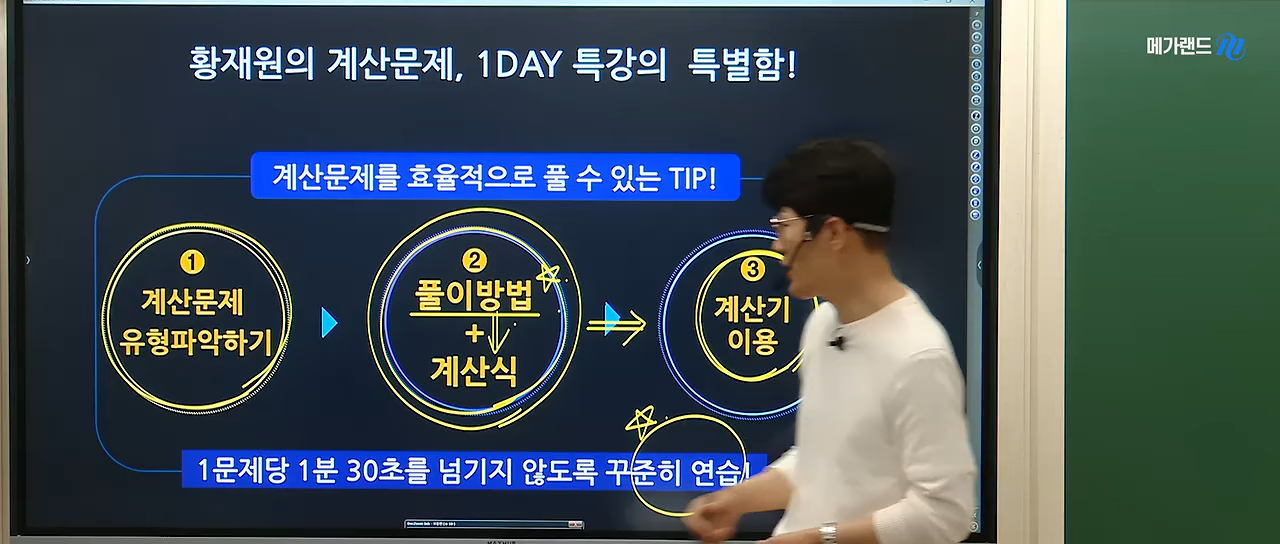 황재원의 계산문제, 1DAY 특강의 특별함!
메가랜드
계산문제를 효율적으로 풀 수 있는 TIP!
1
계산문제
유형파악하기
2
풀이방법
+
계산식
3
계산기
이용
1문제당 1분 30초를 넘기지 않도록 꾸준히 연습!